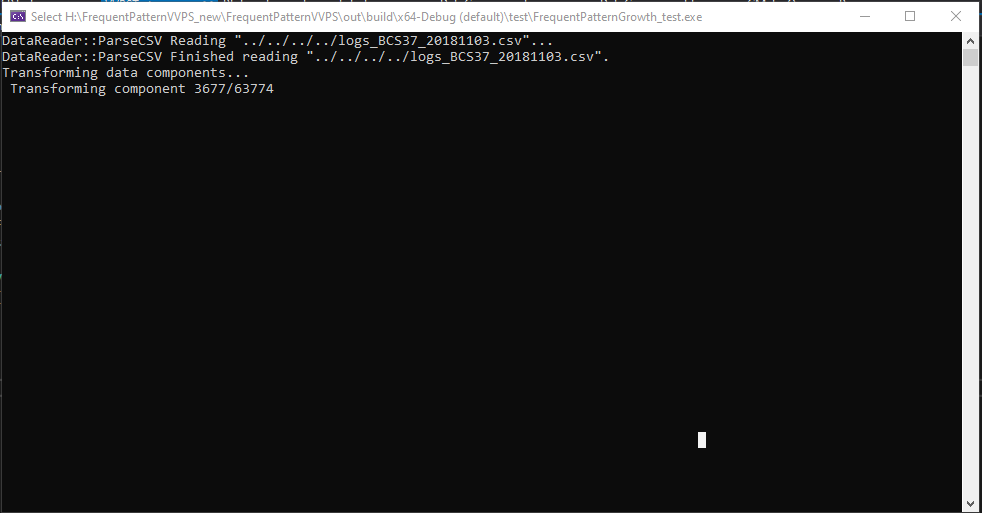 Select H:\FrequentPatternVVPS_new\FrequentPatternVVPS\out\build\x64-Debug (default)\test\FrequentPatternGrowth_test.exe
DataReader::ParseCSV Reading "../../../../logs_BCS37_20181103.csv"...
DataReader::ParseCSV Finished reading "../../../../logs_BCS37_20181103.csv".
Transforming data components...
Transforming component 3677/63774